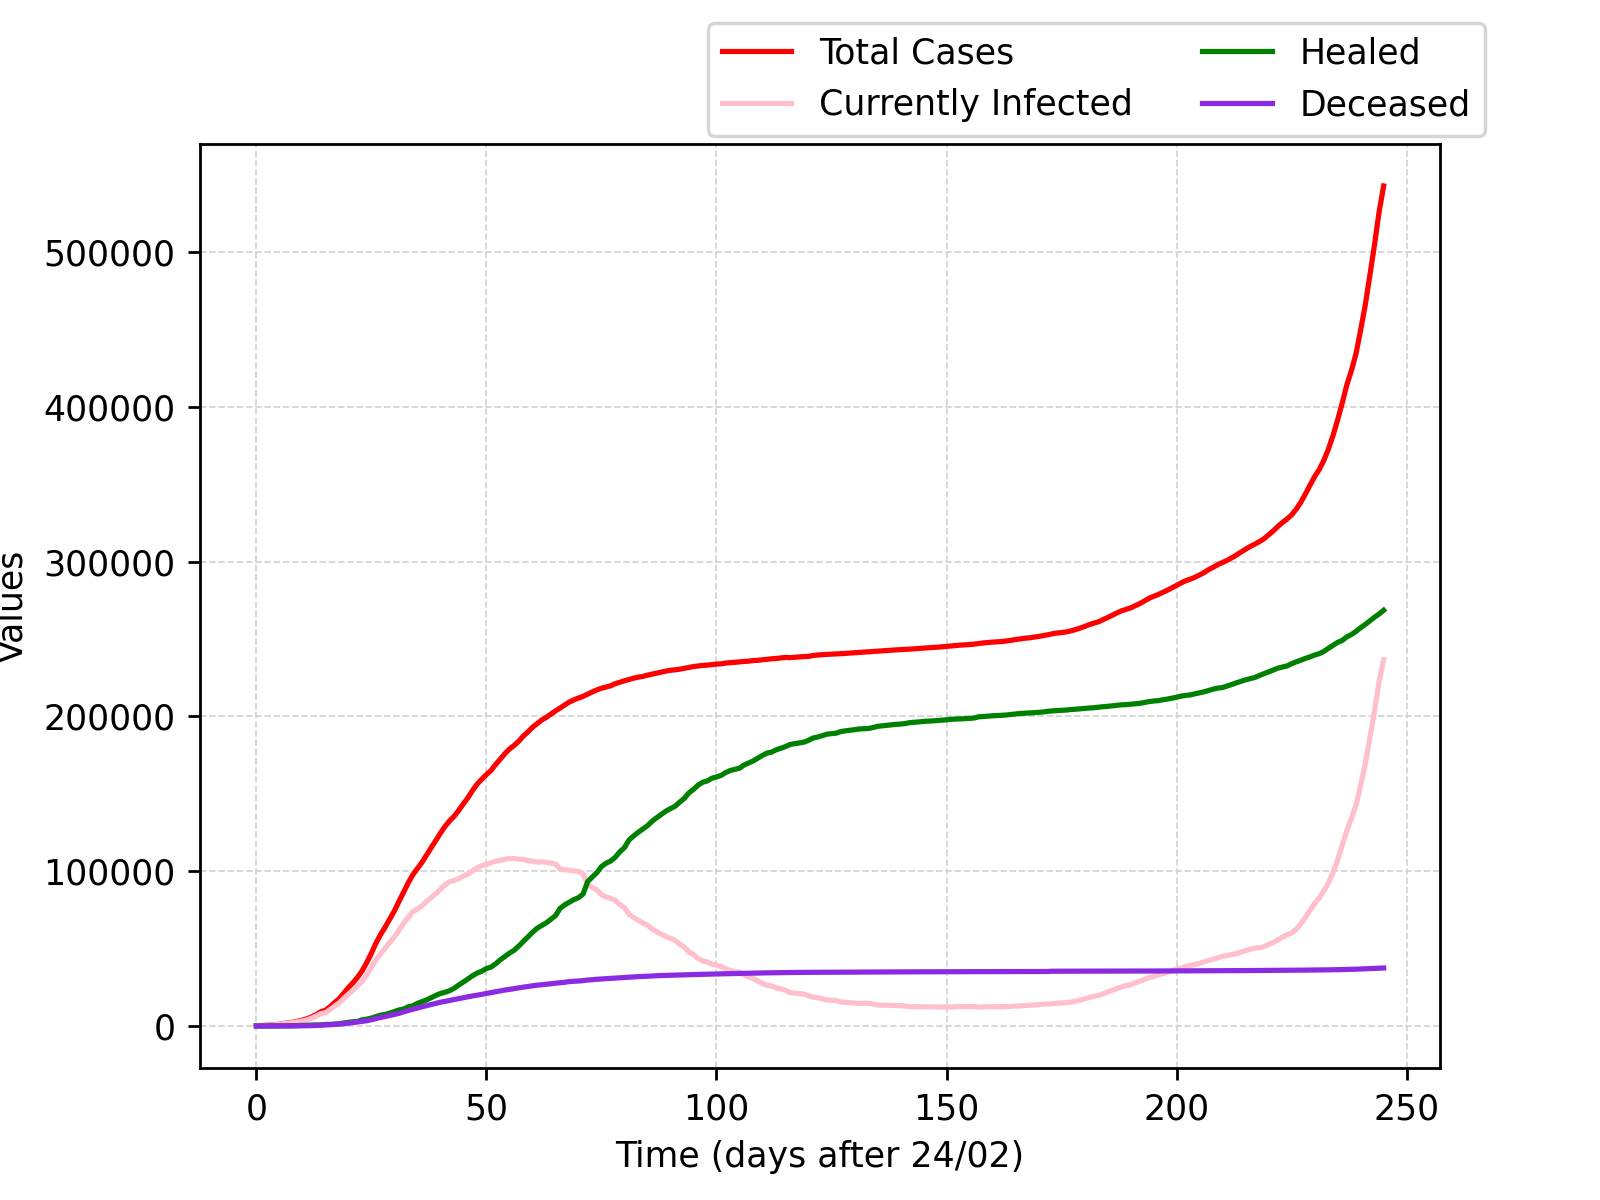 Total Cases
Currently Infected
Healed
Deceased
500000
400000
300000
200000
100000
0
Values
0 50 100 150 200 250
Time (days after 24/02)